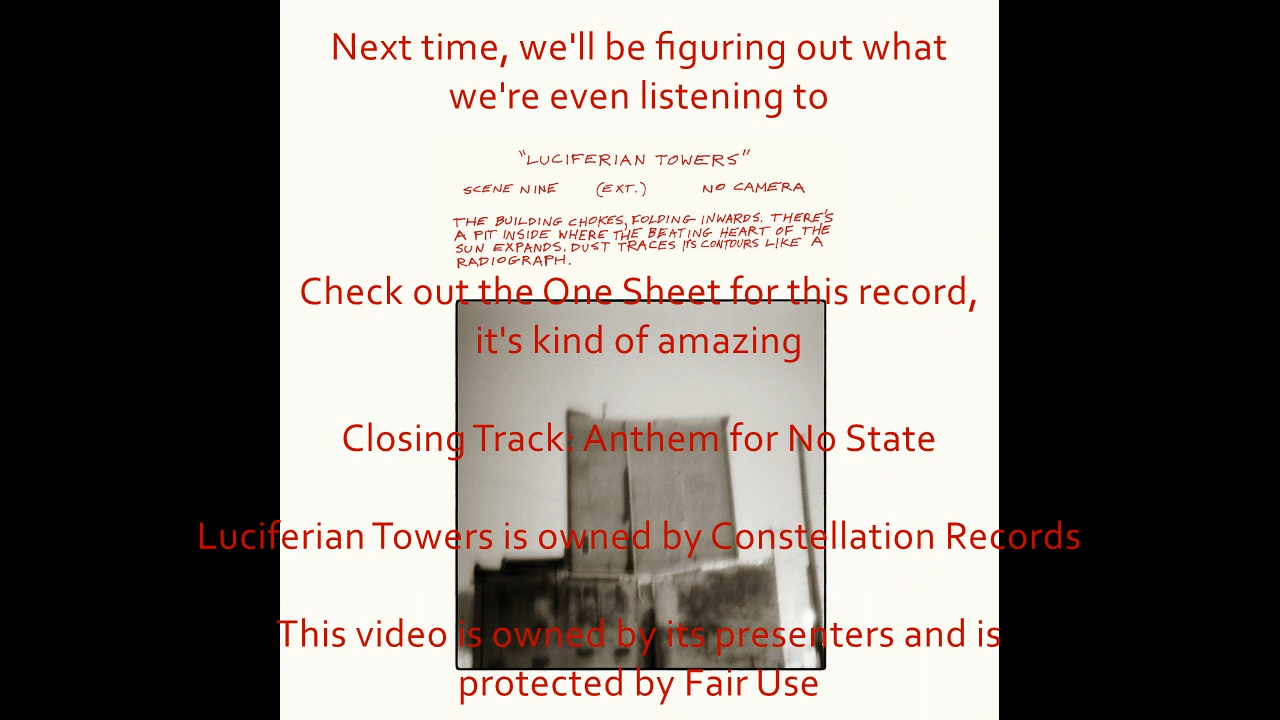 Next time, we'll be figuring out what
we're even listening to
"LUCIFERIAN TOWERS"
SCENE NINE (EXT.) NO CAMERA
THE BUILDING CHOKES, FOLDING INWARDS. THERE'S
A PIT INSIDE WHERE THE BEATING HEART OF THE
SUN EXPANDS. DUST TRACES ITS CONTOURS LIKE A
RADIOGRAPH.
Check out the One Sheet for this record,
it's kind of amazing
Closing Track: Anthem for No State
Luciferian Towers is owned by Constellation Records
This video is owned by its presenters and is
protected by Fair Use